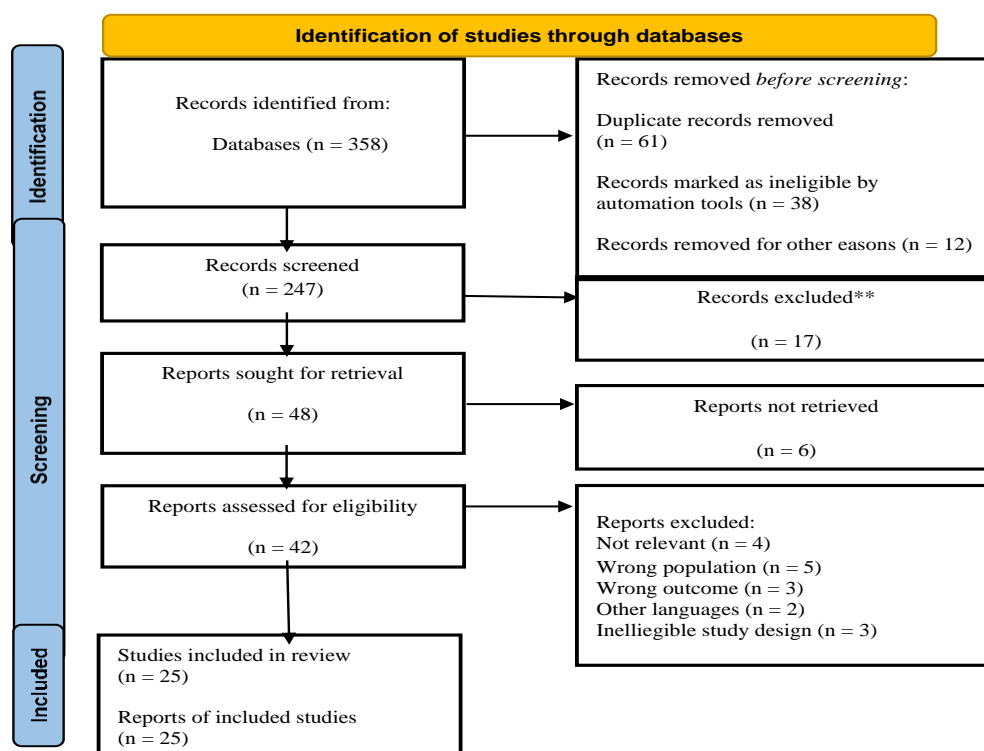 Identification of studies through databases
Identification
Records identified from:
Databases (n = 358)
Records removed before screening:
Duplicate records removed
(n = 61)
Records marked as ineligible by
automation tools (n = 38)
Records removed for other easons (n = 12)
Screening
Records screened
(n = 247)
Records excluded**
(n = 17)
Reports sought for retrieval
(n = 48)
Reports not retrieved
(n = 6)
Reports assessed for eligibility
(n = 42)
Reports excluded:
Not relevant (n = 4)
Wrong population (n = 5)
Wrong outcome (n = 3)
Other languages (n = 2)
Inelliegible study design (n = 3)
Included
Studies included in review
(n = 25)
Reports of included studies
(n = 25)